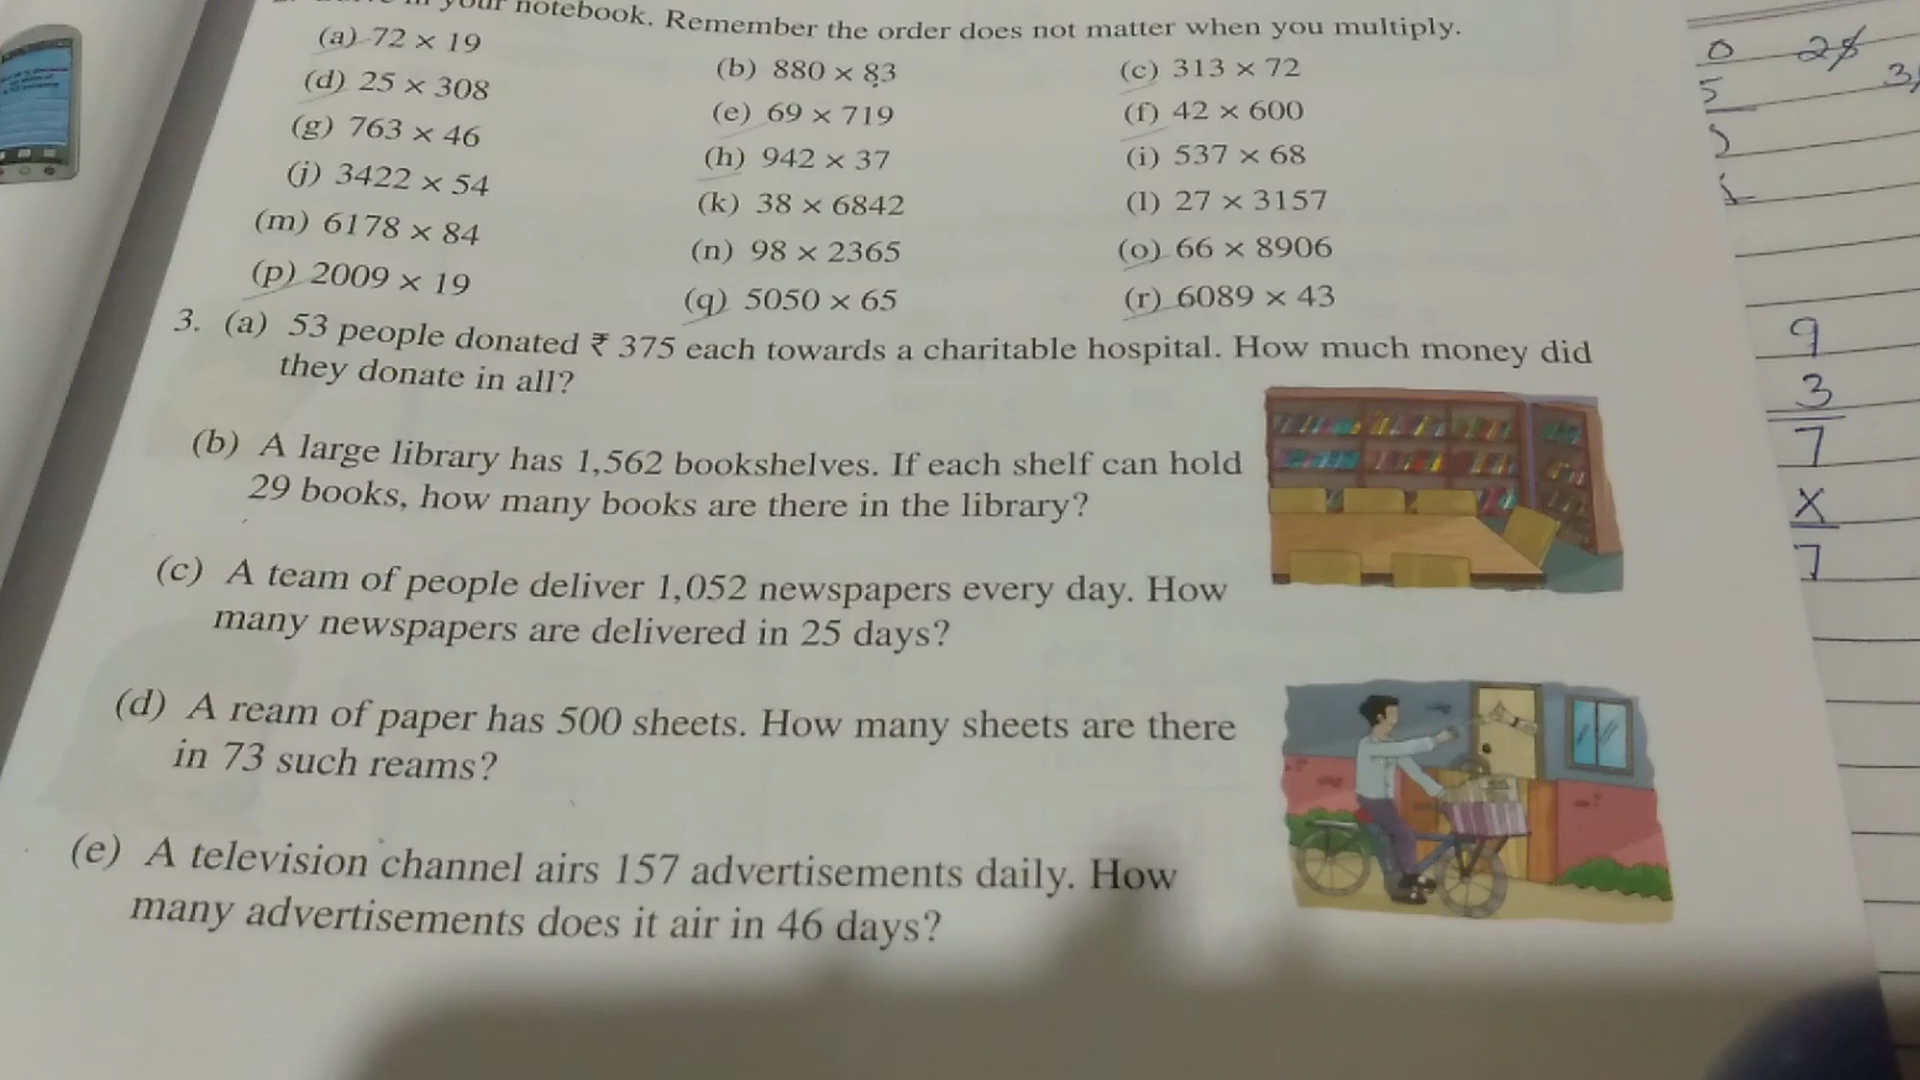 your notebook. Remember the order does not matter when you multiply.
(a) 72 × 19 (b) 880 × 83 (c) 313 × 72
(d) 25 × 308 (e) 69 × 719 (f) 42 × 600
(g) 763 × 46 (h) 942 × 37 (i) 537 × 68
(j) 3422 × 54 (k) 38 × 6842 (l) 27 × 3157
(m) 6178 × 84 (n) 98 × 2365 (o) 66 × 8906
(p) 2009 × 19 (q) 5050 × 65 (r) 6089 × 43
3. (a) 53 people donated ₹ 375 each towards a charitable hospital. How much money did
they donate in all?
(b) A large library has 1,562 bookshelves. If each shelf can hold
29 books, how many books are there in the library?
(c) A team of people deliver 1,052 newspapers every day. How
many newspapers are delivered in 25 days?
(d) A ream of paper has 500 sheets. How many sheets are there
in 73 such reams?
(e) A television channel airs 157 advertisements daily. How
many advertisements does it air in 46 days?
0
5
9
3
7
X
7